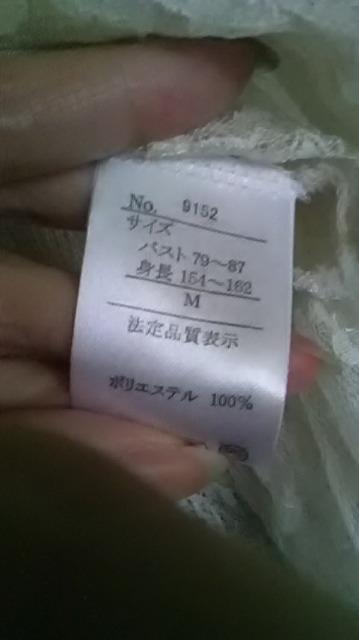 No. 9152
サイズ
バスト 79〜87
身長 154〜162
M
法定品質表示
ポリエステル 100%